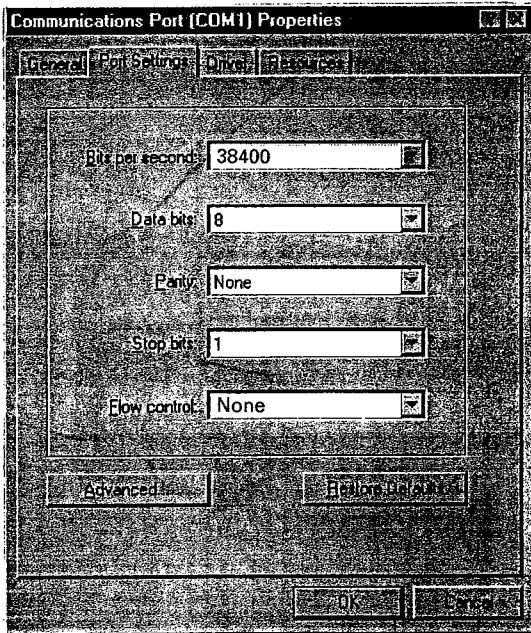 Communications Port (COM1) Properties
General Port Settings Driver Resources
Bits per second: 38400
Data bits: 8
Parity: None
Stop bits: 1
Flow control: None
Advanced...
Restore Defaults
OK Cancel